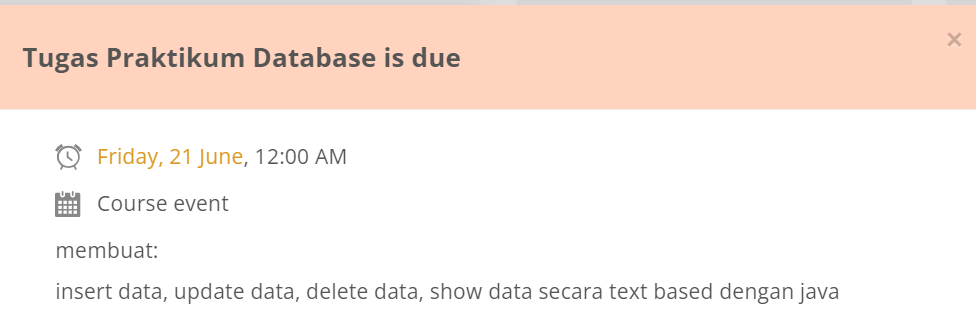 Tugas Praktikum Database is due
×
Friday, 21 June, 12:00 AM
Course event
membuat:
insert data, update data, delete data, show data secara text based dengan java